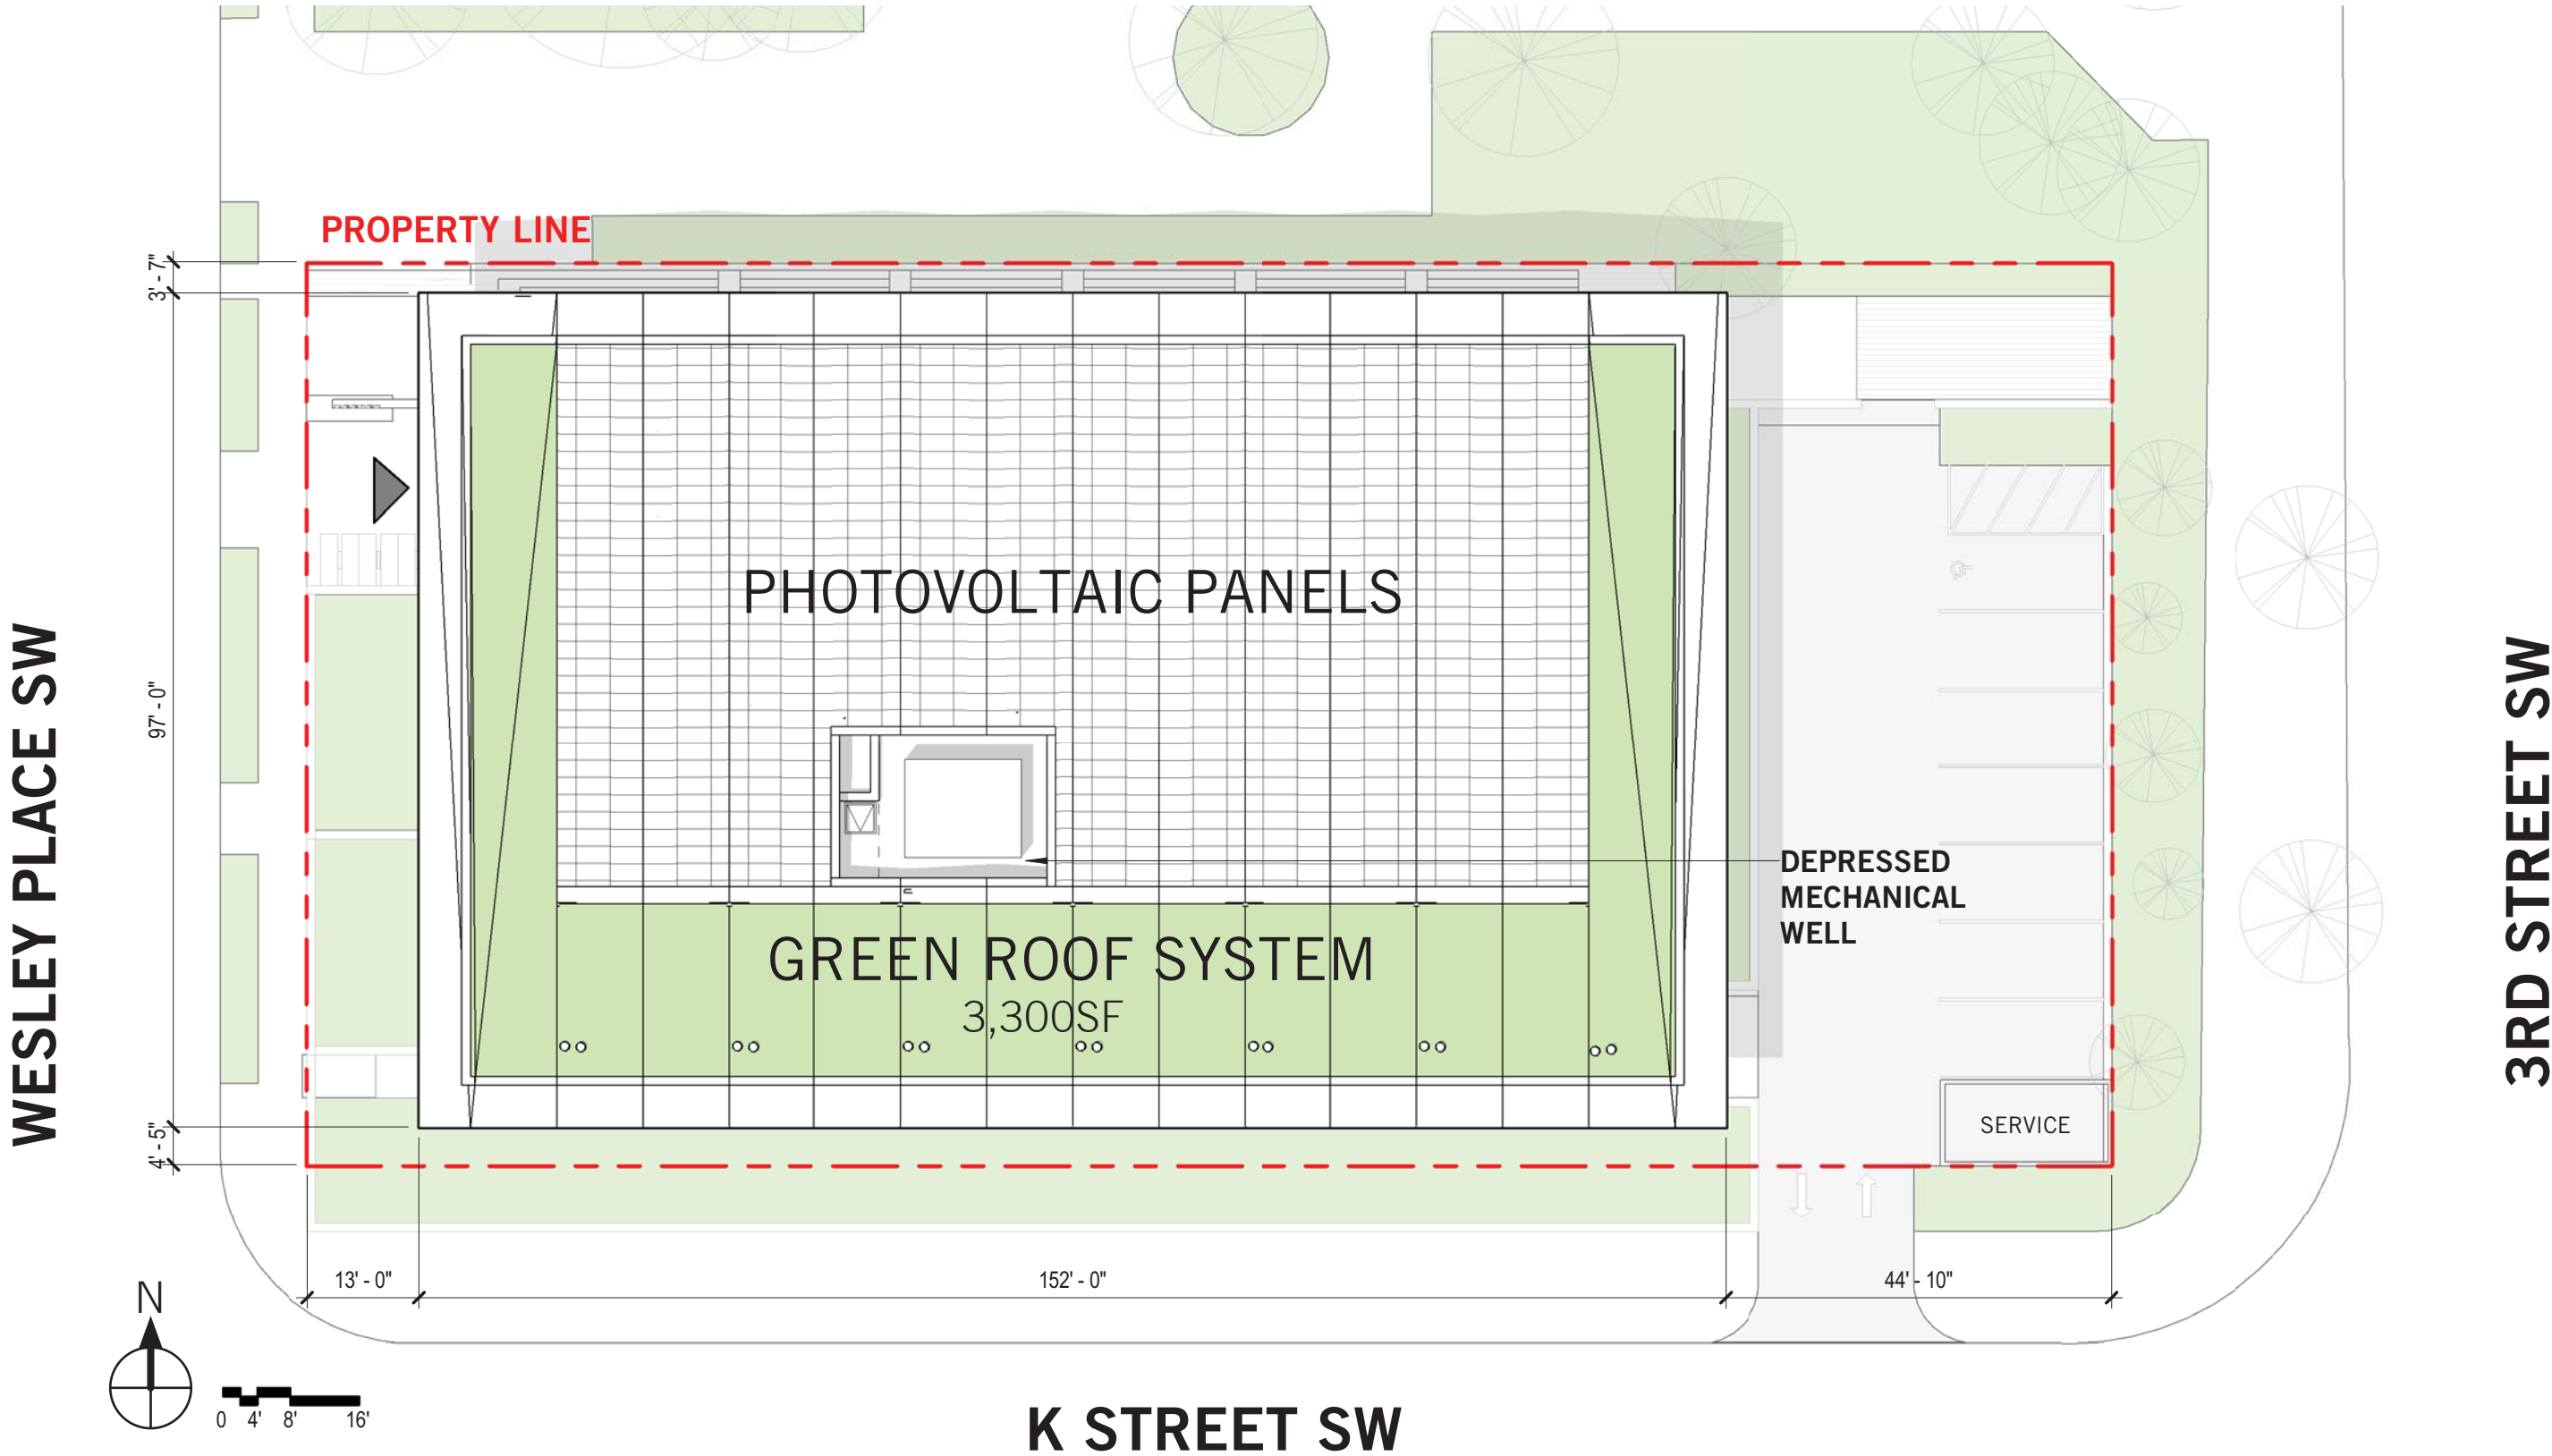 PROPERTY LINE
3' - 7"
97' - 0"
4' - 5"
WESLEY PLACE SW
PHOTOVOLTAIC PANELS
DEPRESSED
MECHANICAL
WELL
GREEN ROOF SYSTEM
3,300SF
SERVICE
3RD STREET SW
13' - 0"
152' - 0"
44' - 10"
N
0 4' 8' 16'
K STREET SW